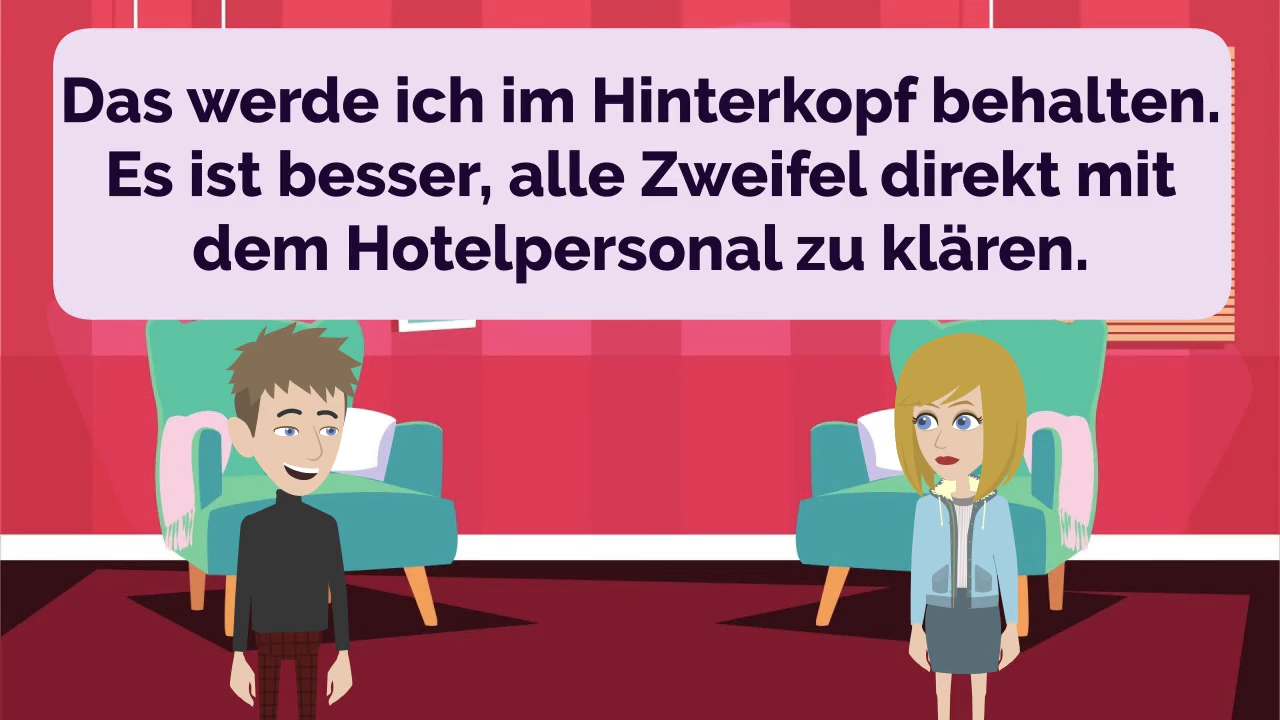 Das werde ich im Hinterkopf behalten.
Es ist besser, alle Zweifel direkt mit
dem Hotelpersonal zu klären.